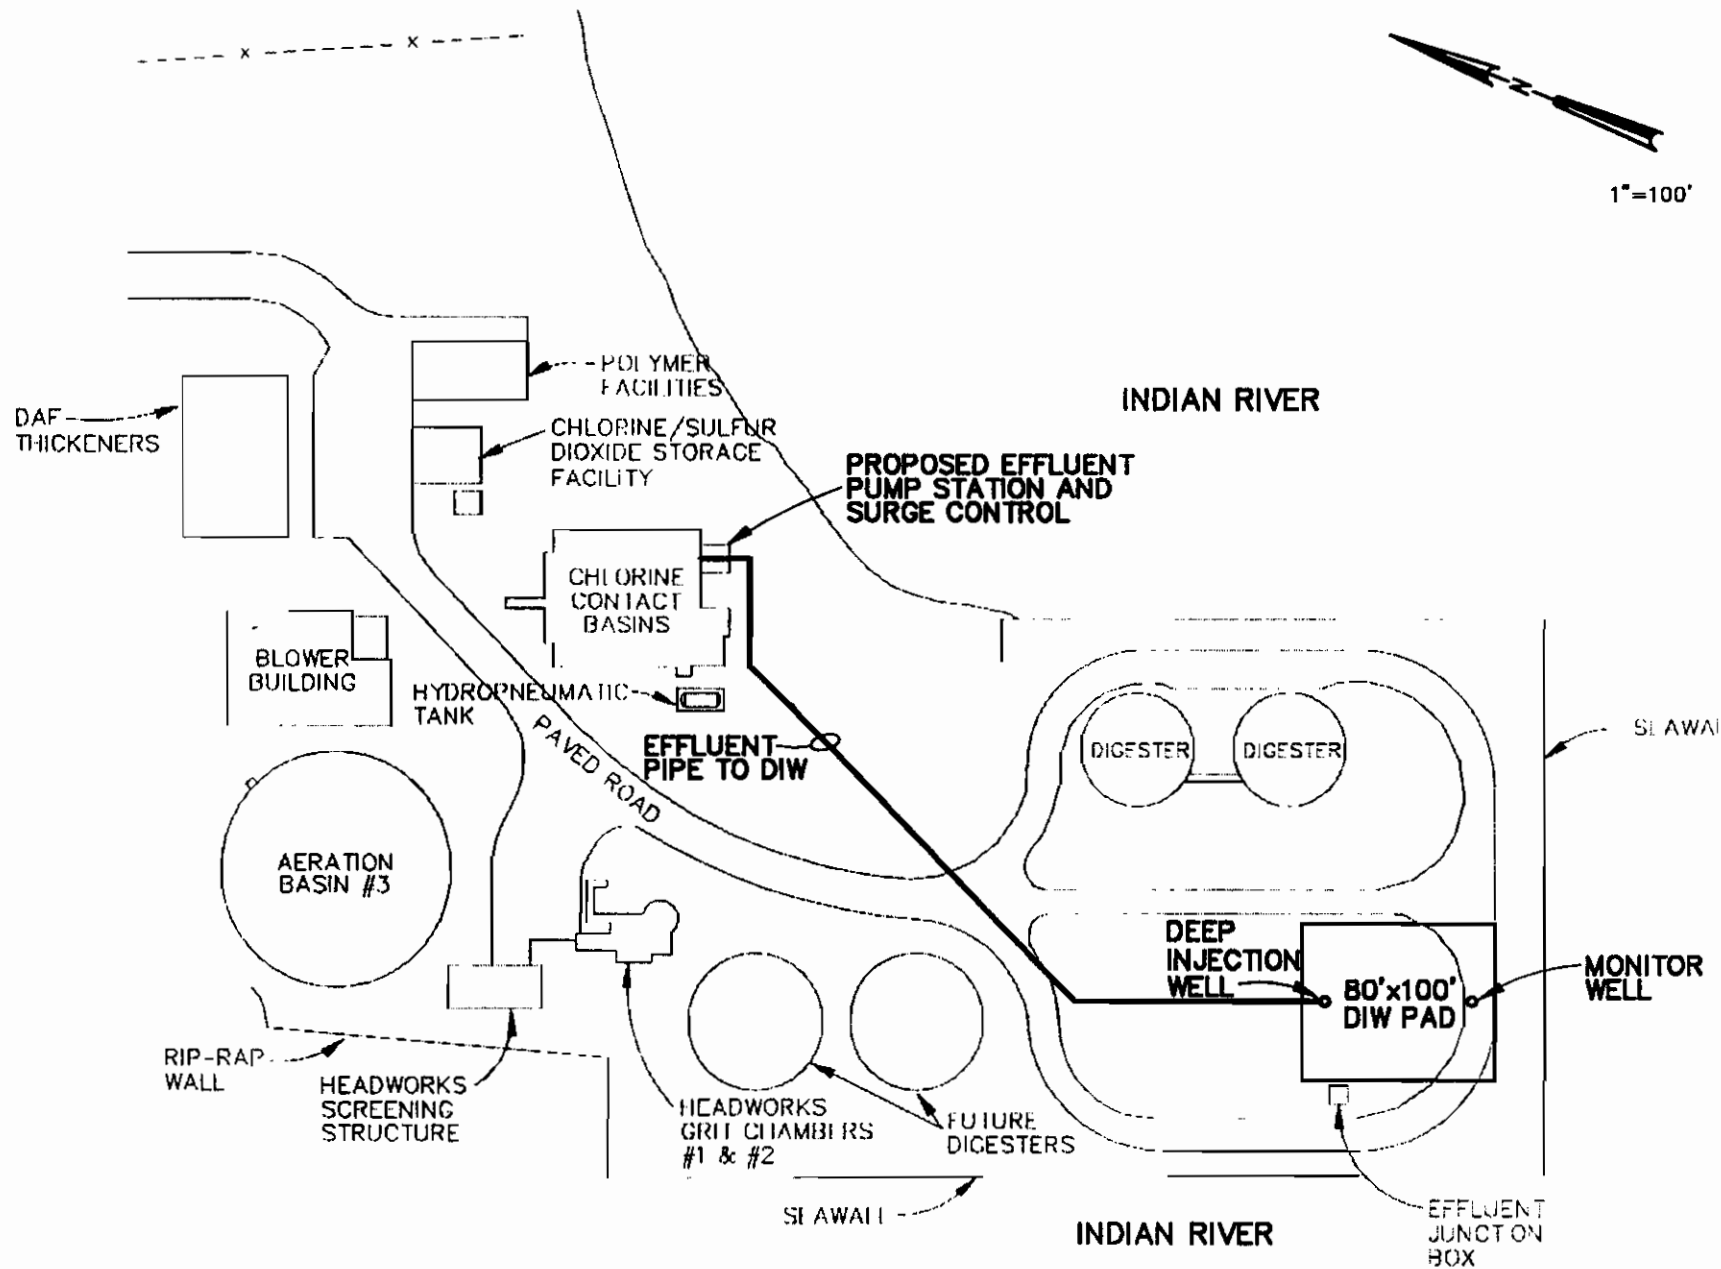 X
X
N
1"=100'
POLYMER
FACILITIES
DAF
THICKENERS
INDIAN RIVER
CHLORINE/SULFUR
DIOXIDE STORAGE
FACILITY
PROPOSED EFFLUENT
PUMP STATION AND
SURGE CONTROL
CHLORINE
CONTACT
BASINS
BLOWER
BUILDING
HYDROPNEUMATIC
TANK
PAVED ROAD
EFFLUENT
PIPE TO DIW
DIGESTER
DIGESTER
SEAWAL
AERATION
BASIN #3
DEEP
INJECTION
WELL
80'x100'
DIW PAD
MONITOR
WELL
RIP-RAP
WALL
HEADWORKS
SCREENING
STRUCTURE
HEADWORKS
GRIT CHAMBERS
#1 & #2
FUTURE
DIGESTERS
SEAWALL
INDIAN RIVER
EFFLUENT
JUNCTION
BOX